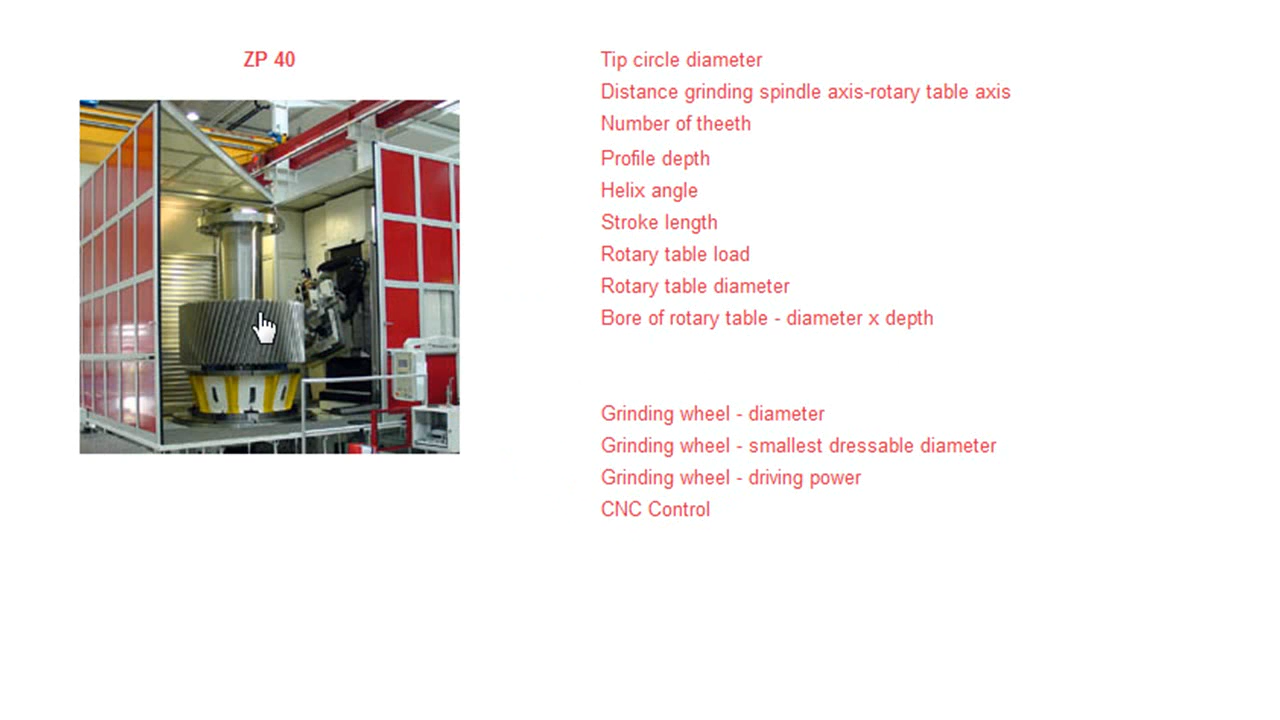 ZP 40
Tip circle diameter
Distance grinding spindle axis-rotary table axis
Number of theeth
Profile depth
Helix angle
Stroke length
Rotary table load
Rotary table diameter
Bore of rotary table - diameter x depth
Grinding wheel - diameter
Grinding wheel - smallest dressable diameter
Grinding wheel - driving power
CNC Control